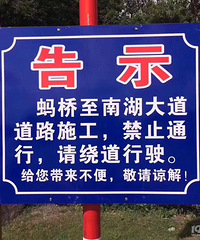 告示
蚂桥至南湖大道
道路施工，禁止通
行，请绕道行驶。
给您带来不便，敬请谅解！